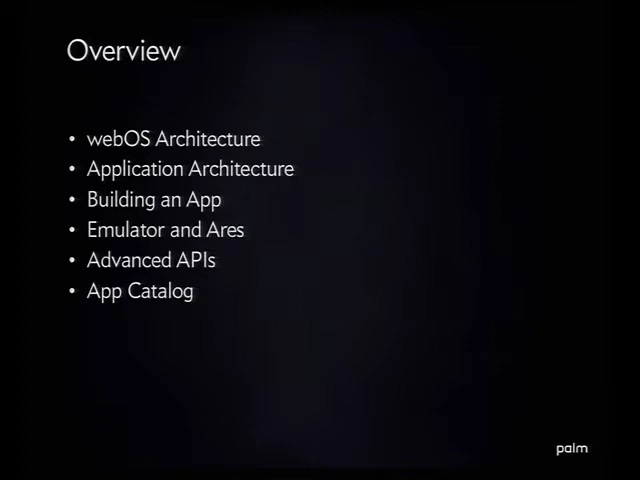 Overview
• webOS Architecture
• Application Architecture
• Building an App
• Emulator and Ares
• Advanced APIs
• App Catalog
palm